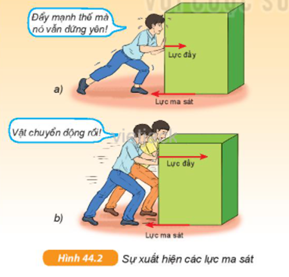 Đẩy mạnh thế mà
nó vẫn đứng yên!
Lực đẩy
a)
Lực ma sát
Vật chuyển động rồi!
Lực đẩy
b)
Lực ma sát
Hình 44.2 Sự xuất hiện các lực ma sát